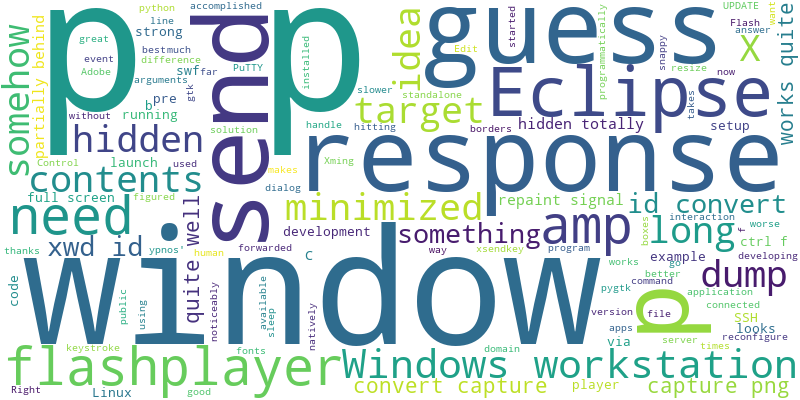 p p
window
send
response
guess
Eclipse
flashplayer
Windows workstation
need
hidden
contents
target
minimized
something
amp
long
id convert
dump
p
X
idea
somehow
partially behind
works quite
xwd id
quite well
convert capture
capture png
repaint signal
hidden totally
full screen
development
running
launch
strong
pre
b
swf
player
via
SSH
looks
setup
example
ctrl f
code
Linux
C
python
accomplished
line
bestmuch
event
difference
great
Adobe
PuTTY
far
arguments
without
gtk
solution
installed
handle
slower
hitting
standalone
Edit
borders
Xming
dialog
makes
used
Control
figured
forwarded
human
thanks
ypnos'
way
xsendkey
program
noticeably
available
sleep
natively
public
using
keystroke
Right
good
fonts
domain
works
apps
version
command
pygtk
file
go
better
application
connected
server
times
reconfigure
developing
worse
interaction
boxes
f
takes
resize
now
snappy
programmatically
started
Flash
answer
UPDATE
want